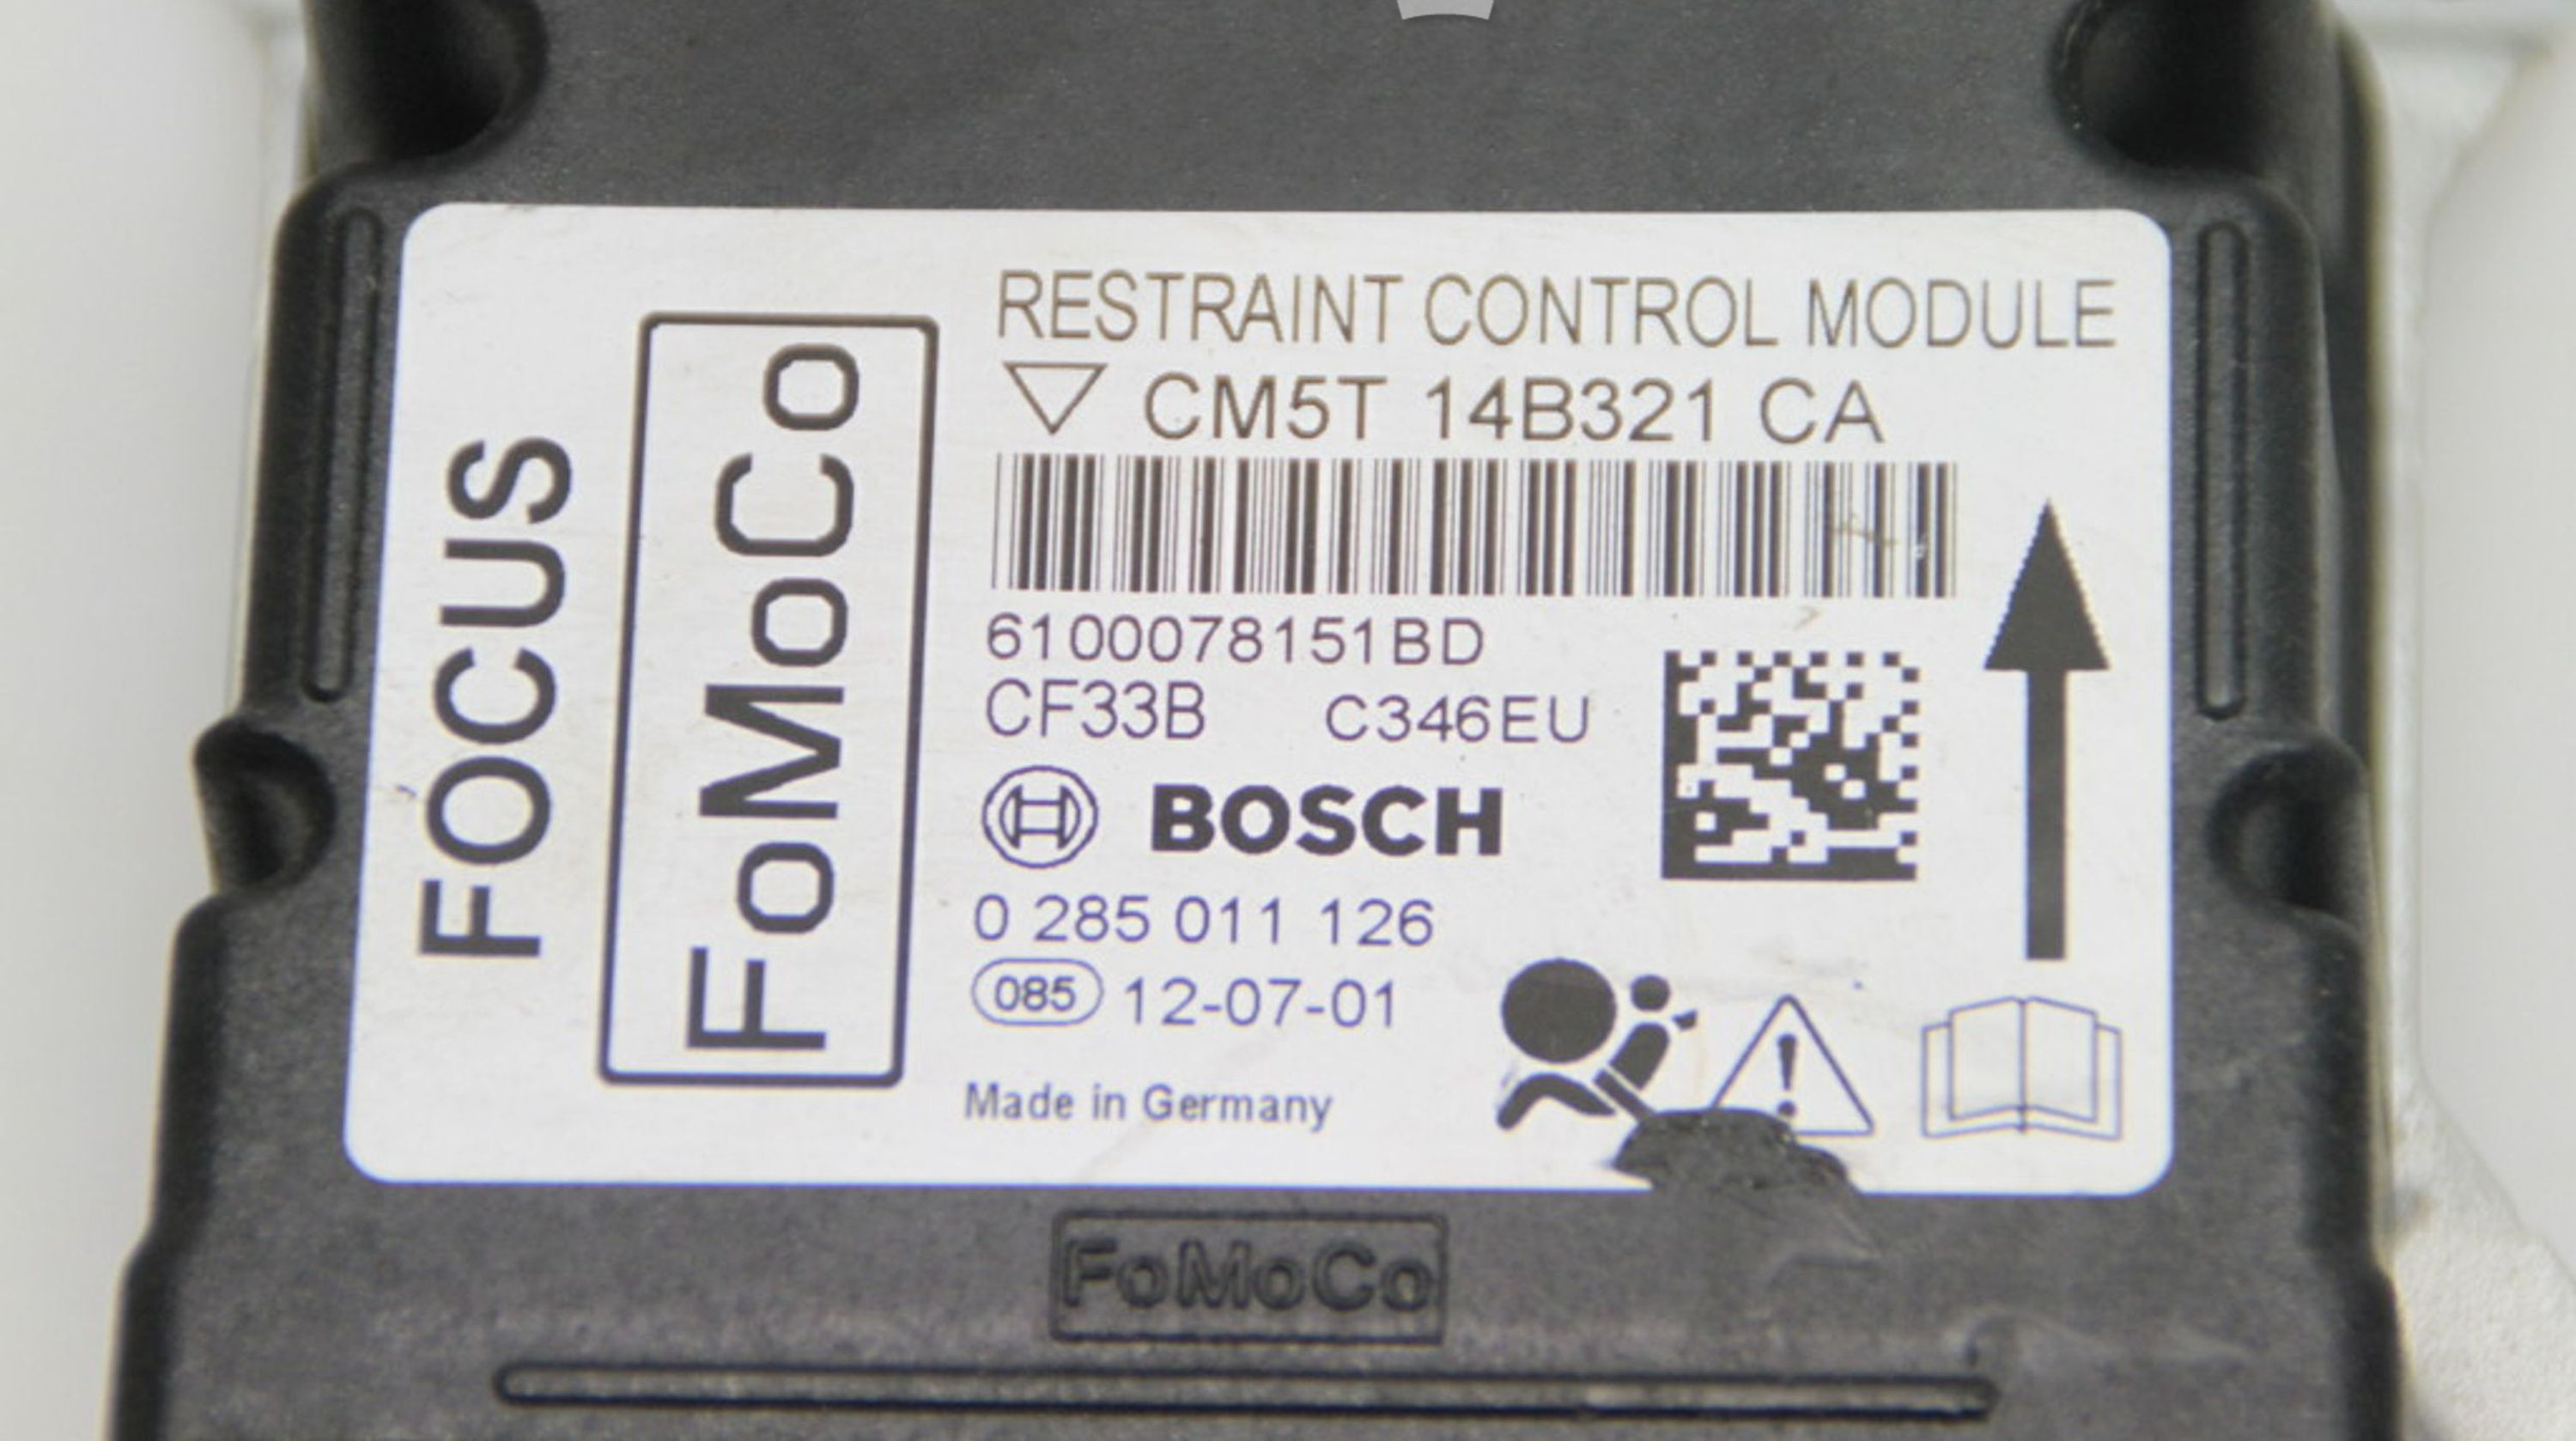 FOCUS
FoMoCo
RESTRAINT CONTROL MODULE
CM5T 14B321 CA
6100078151BD
CF33B C346EU
BOSCH
0 285 011 126
085 12-07-01
Made in Germany
FoMoCo